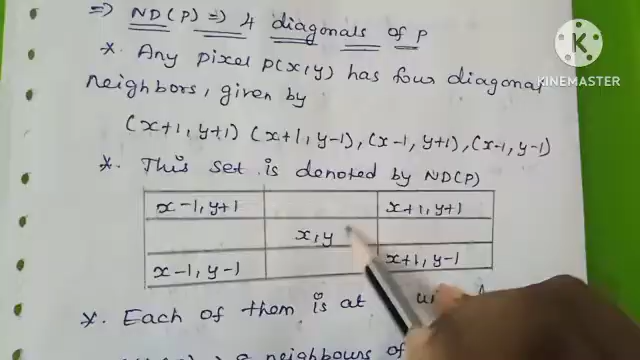 => ND(P) => 4 diagonals of P
* Any pixel P(x,y) has four diagonal
neighbors, given by
(x+1, y+1) (x+1, y-1), (x-1, y+1), (x-1, y-1)
* This set is denoted by ND(P)
x-1, y+1 x+1, y+1
x, y
x-1, y-1 x+1, y-1
* Each of them is at
neighbours of
KINEMASTER